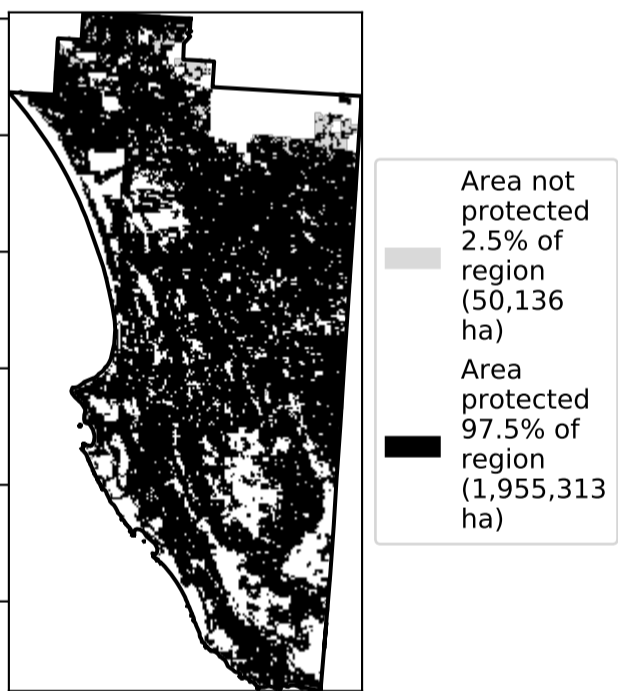 Area not
protected
2.5% of
region
(50,136
ha)
Area
protected
97.5% of
region
(1,955,313
ha)